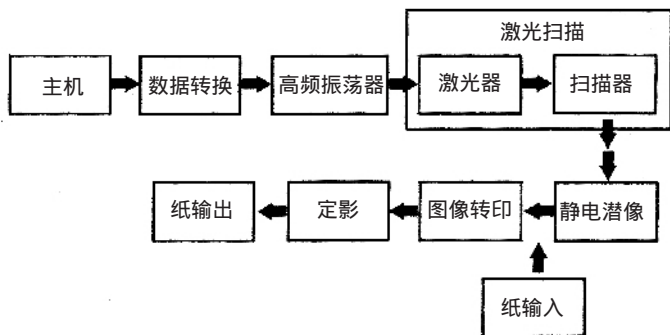 激光扫描
主机
数据转换
高频振荡器
激光器
扫描器
纸输出
定影
图像转印
静电潜像
纸输入